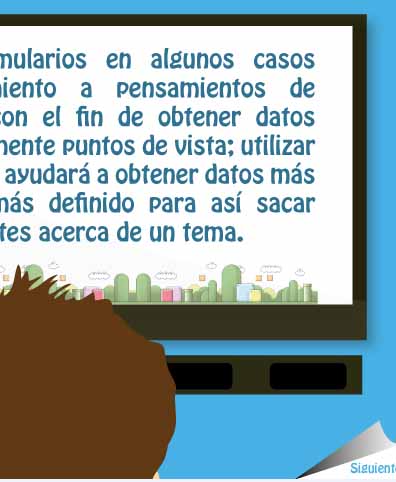 mularios en algunos casos
miento a pensamientos de
con el fin de obtener datos
mente puntos de vista; utilizar
ayudará a obtener datos más
más definido para así sacar
tes acerca de un tema.
Siguient